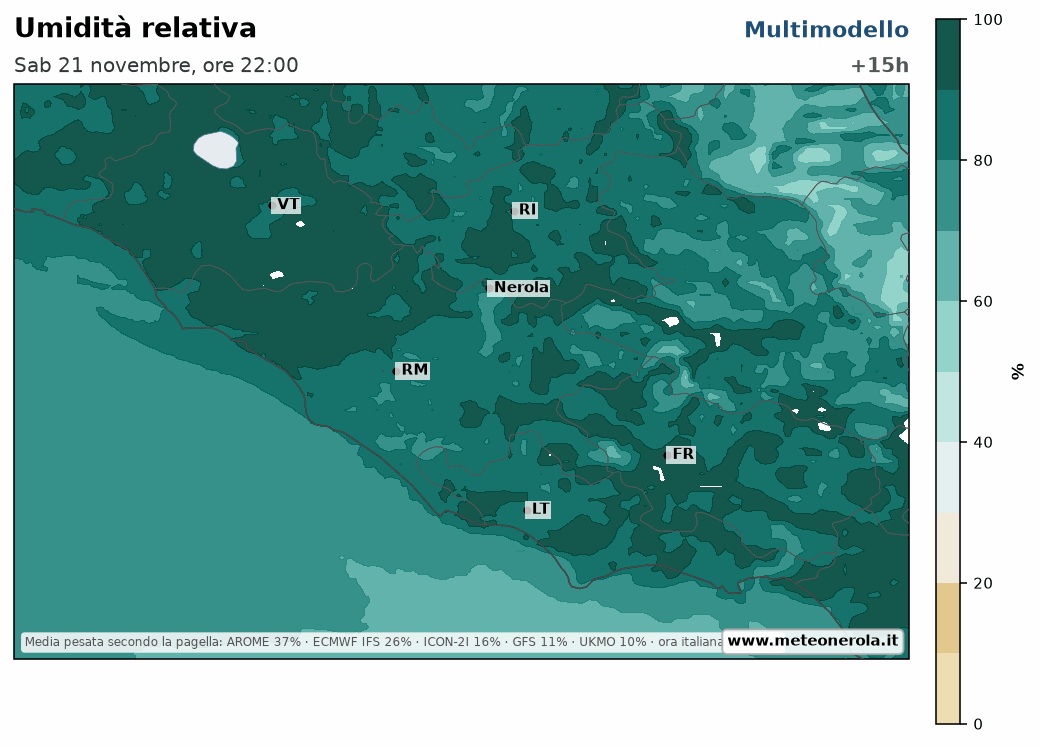 Umidità relativa
Multimodello
Sab 21 novembre, ore 22:00
+15h
VT
RI
Nerola
RM
FR
LT
Media pesata secondo la pagella: AROME 37% · ECMWF IFS 26% · ICON-2I 16% · GFS 11% · UKMO 10% · ora italiana
www.meteonerola.it
100
80
60
40
20
0
%